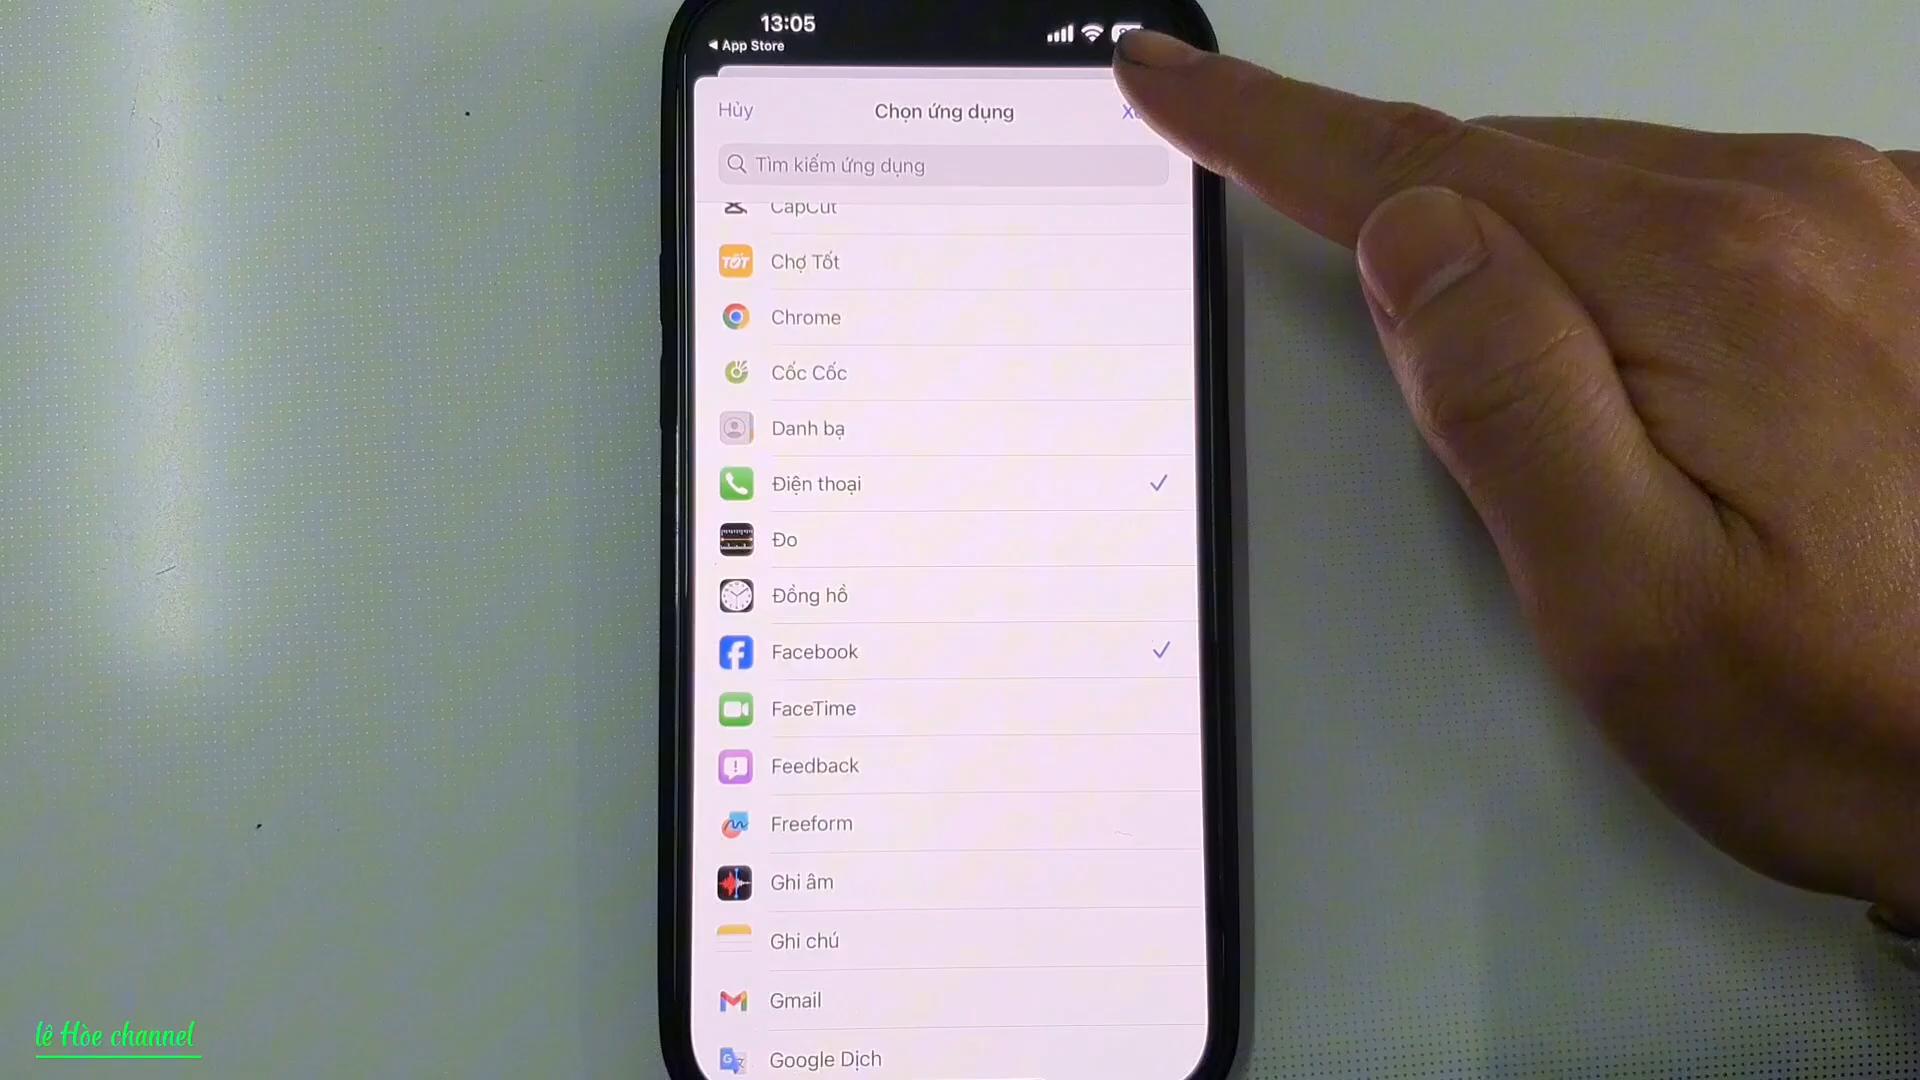 13:05
App Store
Hủy
Chọn ứng dụng
Tìm kiếm ứng dụng
CapCut
TỐT
Chợ Tốt
Chrome
Cốc Cốc
Danh bạ
Điện thoại
Đo
Đồng hồ
Facebook
FaceTime
Feedback
Freeform
Ghi âm
Ghi chú
Gmail
Google Dịch
lê Hòe channel